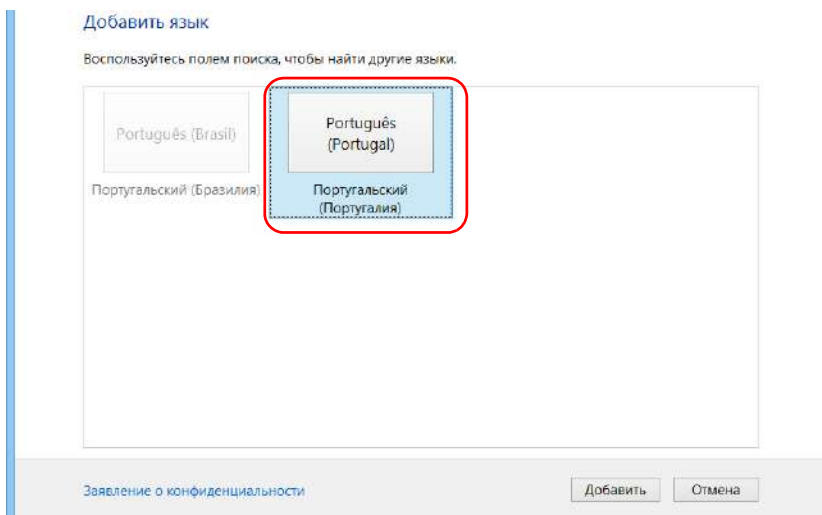 Добавить язык
Воспользуйтесь полем поиска, чтобы найти другие языки.
Português (Brasil)
Português
(Portugal)
Португальский (Бразилия)
Португальский
(Португалия)
Заявление о конфиденциальности
Добавить
Отмена